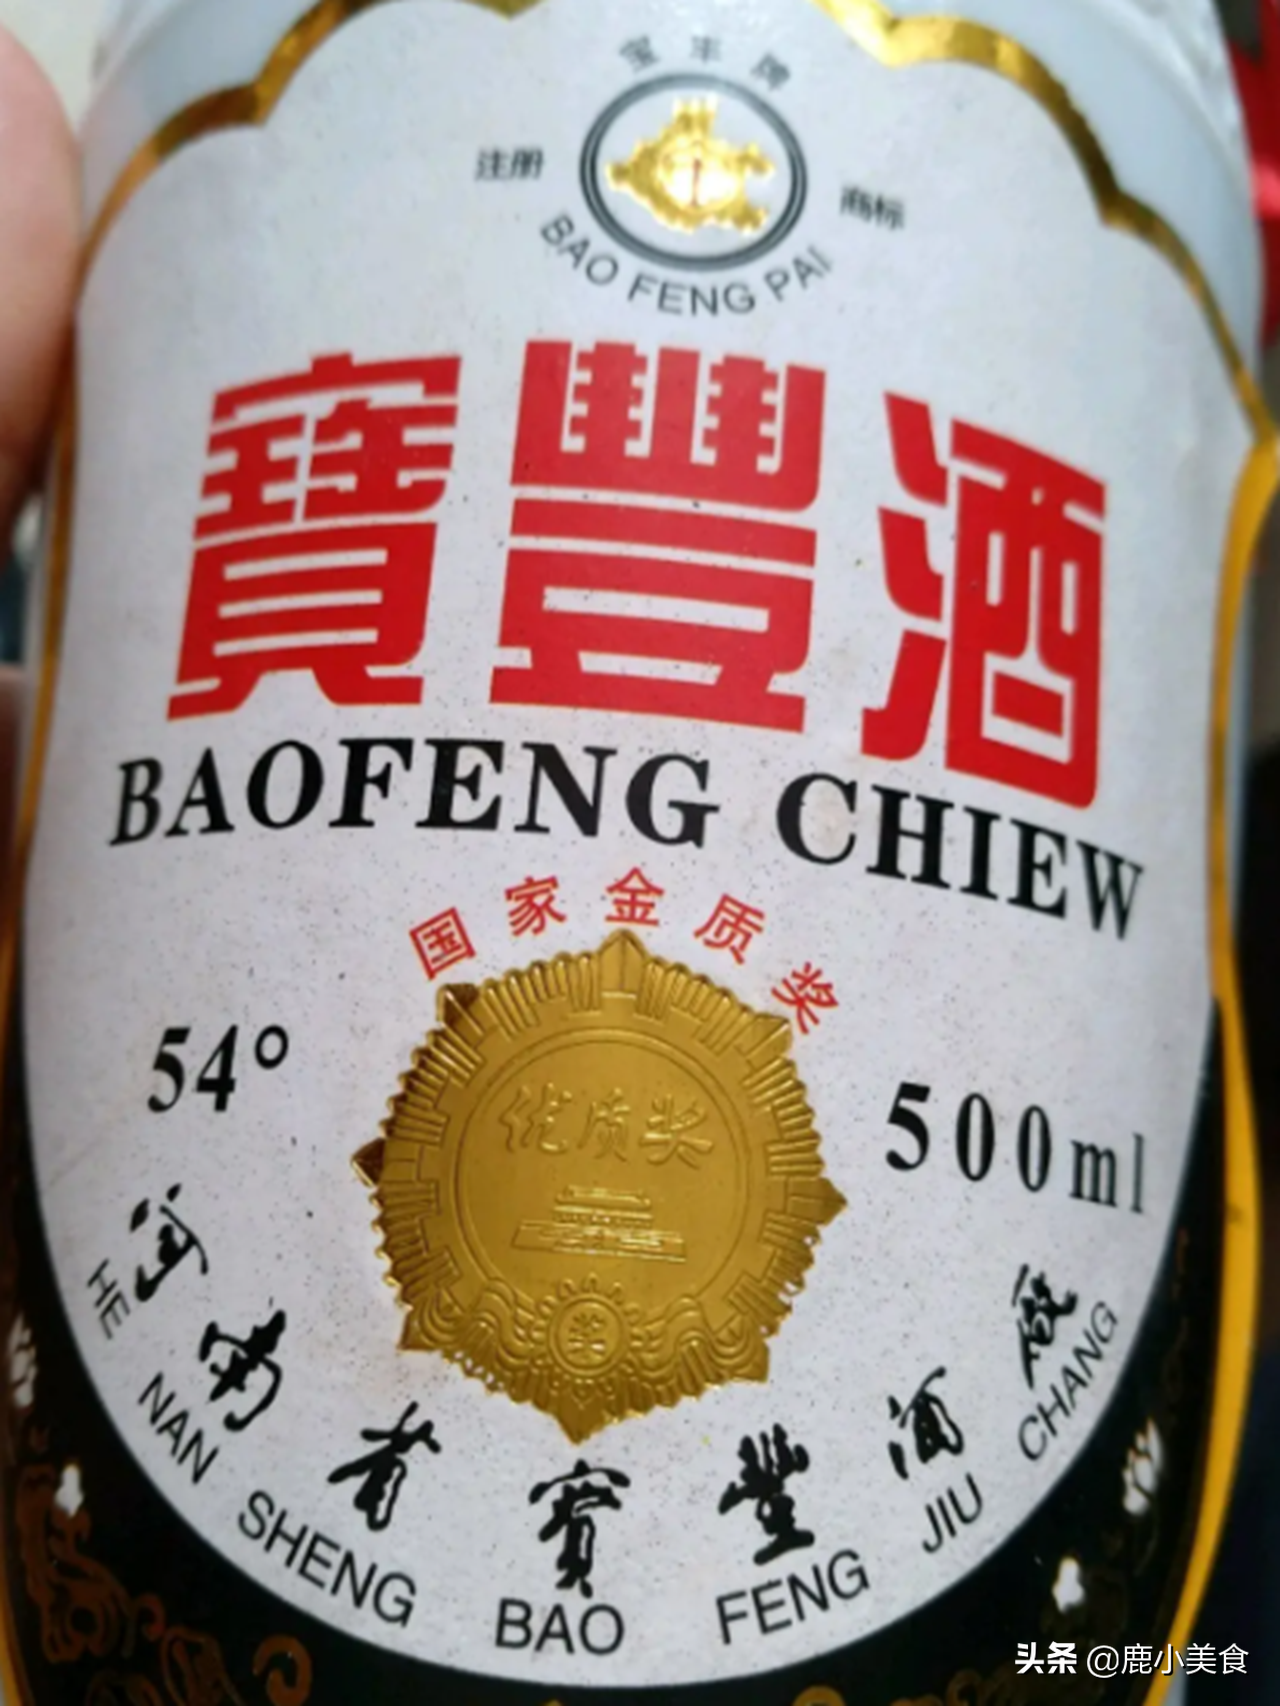 宝丰牌
注册 商标
BAO FENG PAI
寶豐酒
BAOFENG CHIEW
国家金质奖
54°
优质奖
500ml
奖
河南省寳豐酒廠
HE NAN SHENG BAO FENG JIU CHANG
头条 @鹿小美食